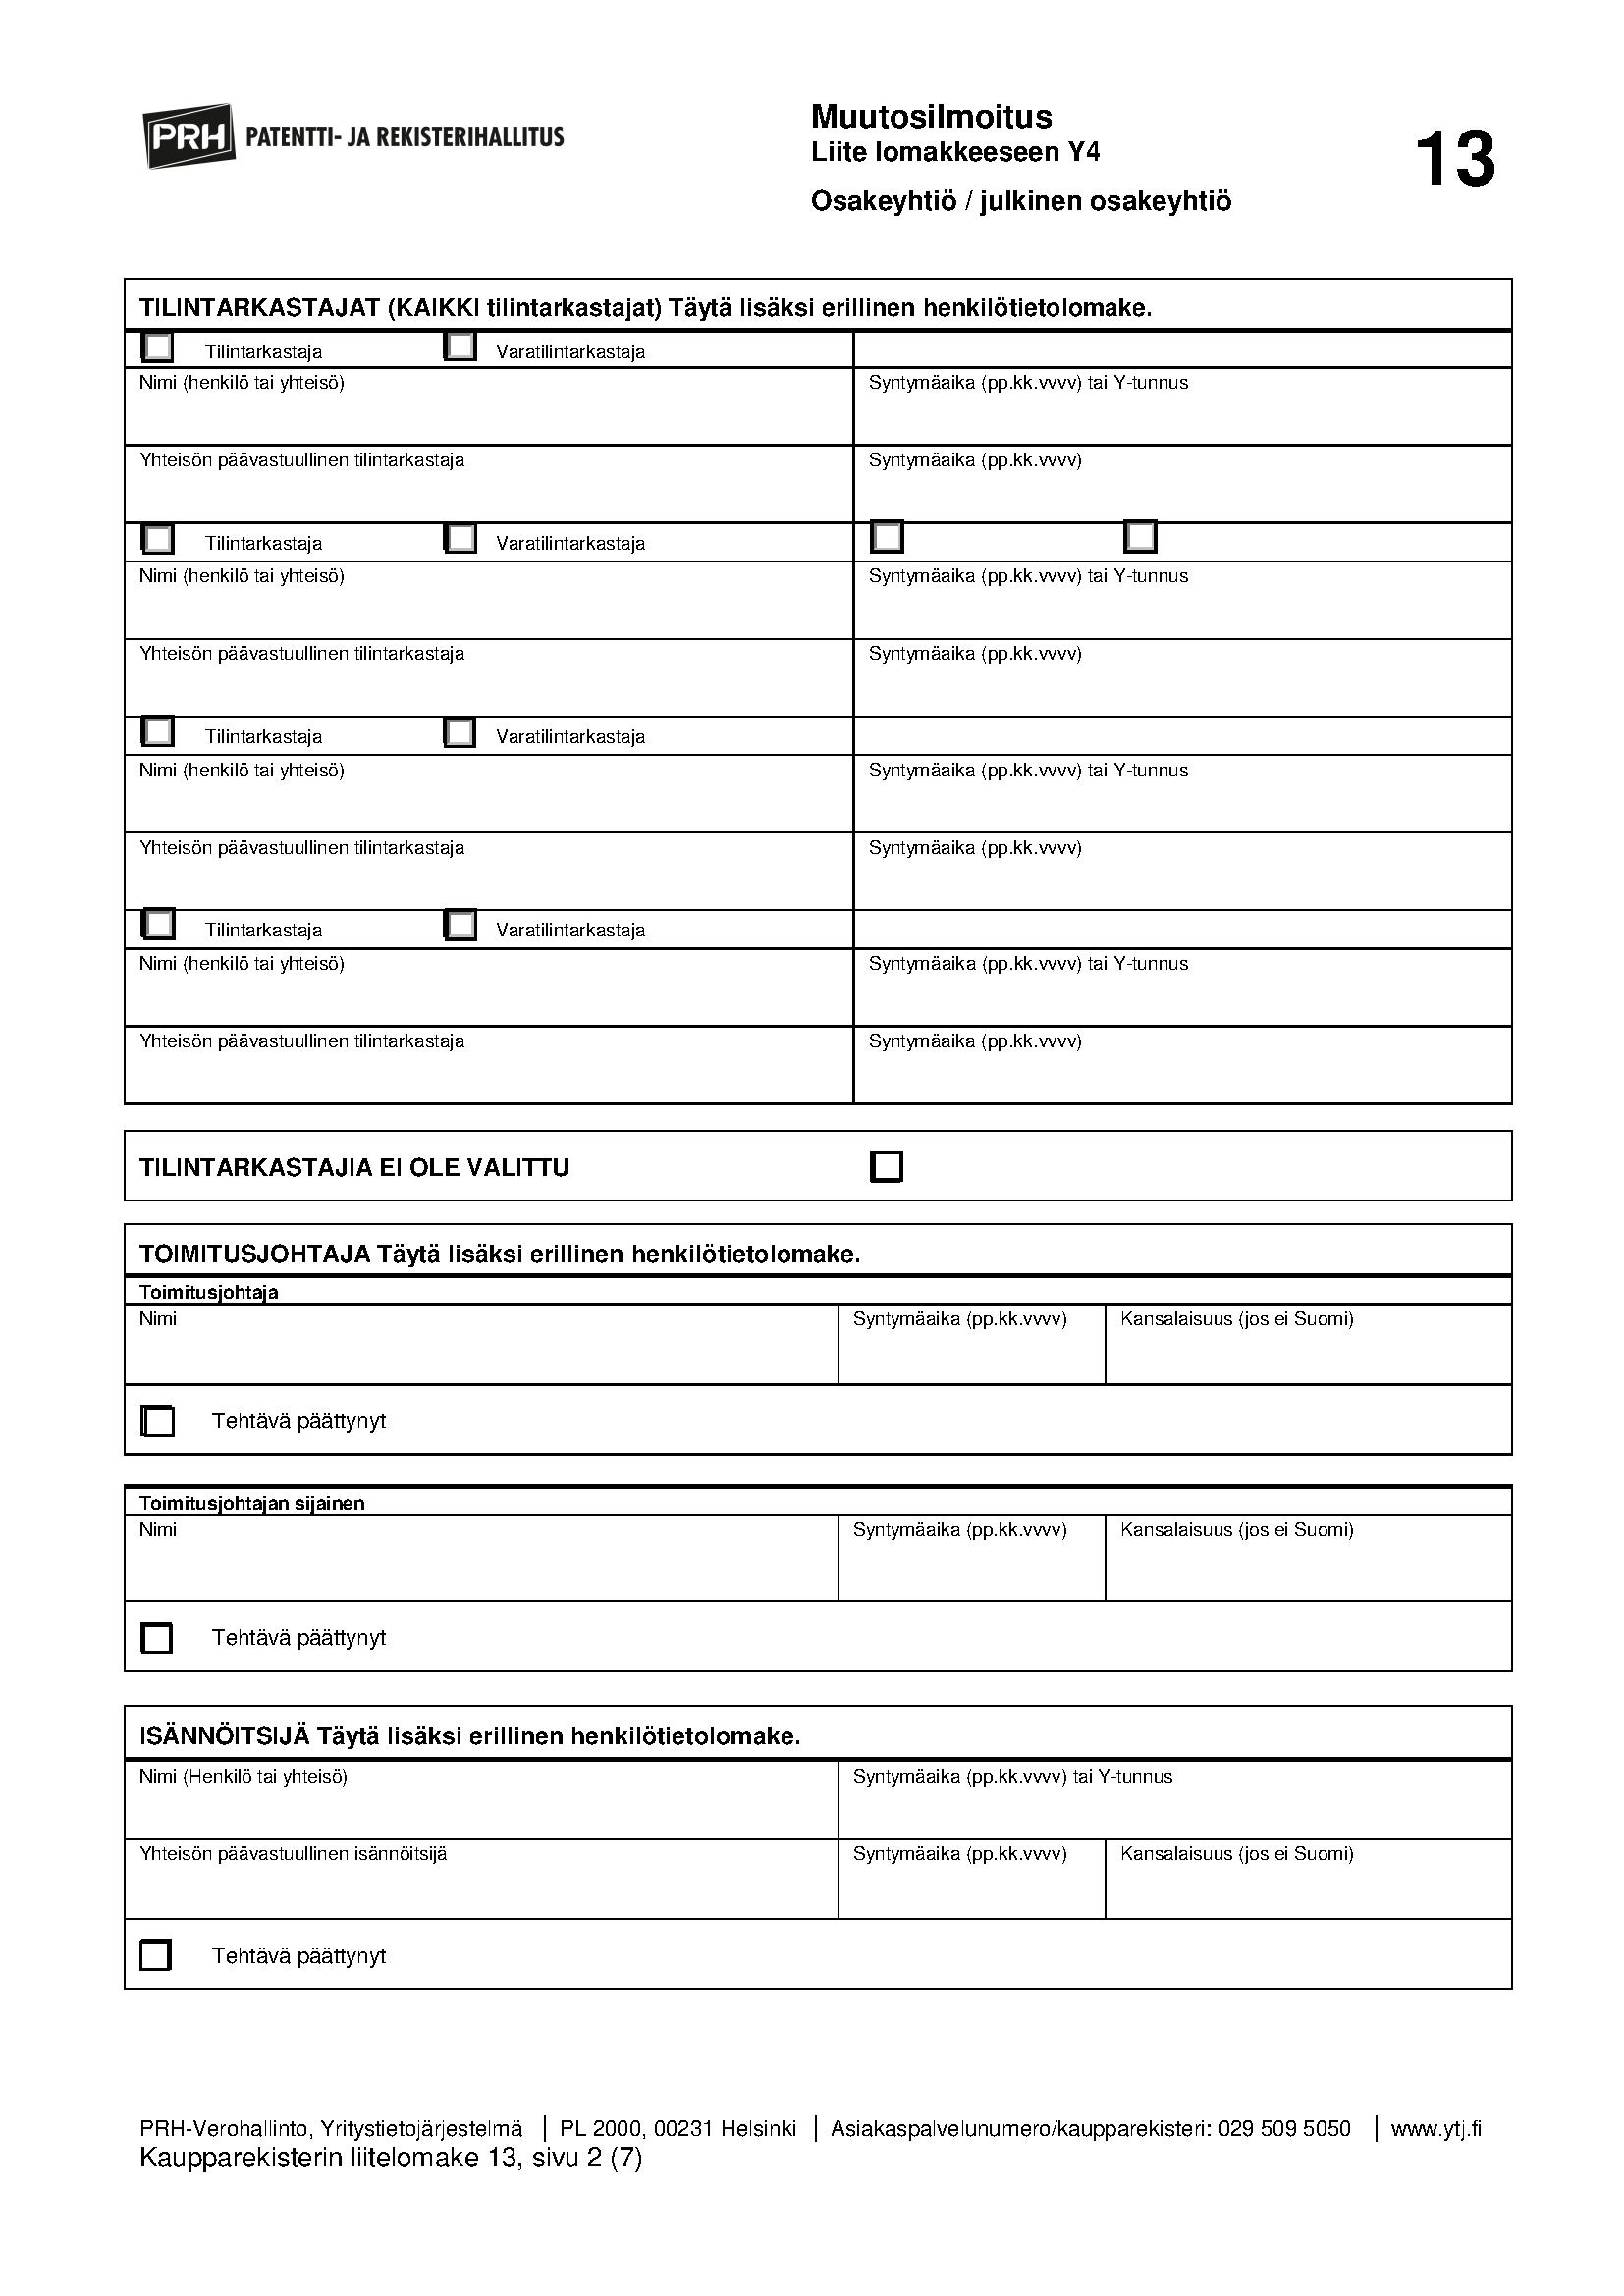 PRH PATENTTI- JA REKISTERIHALLITUS
Muutosilmoitus
Liite lomakkeeseen Y4
Osakeyhtiö / julkinen osakeyhtiö
13
TILINTARKASTAJAT (KAIKKI tilintarkastajat) Täytä lisäksi erillinen henkilötietolomake.
Tilintarkastaja Varatilintarkastaja
Nimi (henkilö tai yhteisö) Syntymäaika (pp.kk.vvvv) tai Y-tunnus
Yhteisön päävastuullinen tilintarkastaja Syntymäaika (pp.kk.vvvv)
Tilintarkastaja Varatilintarkastaja
Nimi (henkilö tai yhteisö) Syntymäaika (pp.kk.vvvv) tai Y-tunnus
Yhteisön päävastuullinen tilintarkastaja Syntymäaika (pp.kk.vvvv)
Tilintarkastaja Varatilintarkastaja
Nimi (henkilö tai yhteisö) Syntymäaika (pp.kk.vvvv) tai Y-tunnus
Yhteisön päävastuullinen tilintarkastaja Syntymäaika (pp.kk.vvvv)
Tilintarkastaja Varatilintarkastaja
Nimi (henkilö tai yhteisö) Syntymäaika (pp.kk.vvvv) tai Y-tunnus
Yhteisön päävastuullinen tilintarkastaja Syntymäaika (pp.kk.vvvv)
TILINTARKASTAJIA EI OLE VALITTU
TOIMITUSJOHTAJA Täytä lisäksi erillinen henkilötietolomake.
Toimitusjohtaja
Nimi Syntymäaika (pp.kk.vvvv) Kansalaisuus (jos ei Suomi)
Tehtävä päättynyt
Toimitusjohtajan sijainen
Nimi Syntymäaika (pp.kk.vvvv) Kansalaisuus (jos ei Suomi)
Tehtävä päättynyt
ISÄNNÖITSIJÄ Täytä lisäksi erillinen henkilötietolomake.
Nimi (Henkilö tai yhteisö) Syntymäaika (pp.kk.vvvv) tai Y-tunnus
Yhteisön päävastuullinen isännöitsijä Syntymäaika (pp.kk.vvvv) Kansalaisuus (jos ei Suomi)
Tehtävä päättynyt
PRH-Verohallinto, Yritystietojärjestelmä | PL 2000, 00231 Helsinki | Asiakaspalvelunumero/kaupparekisteri: 029 509 5050 | www.ytj.fi
Kaupparekisterin liitelomake 13, sivu 2 (7)